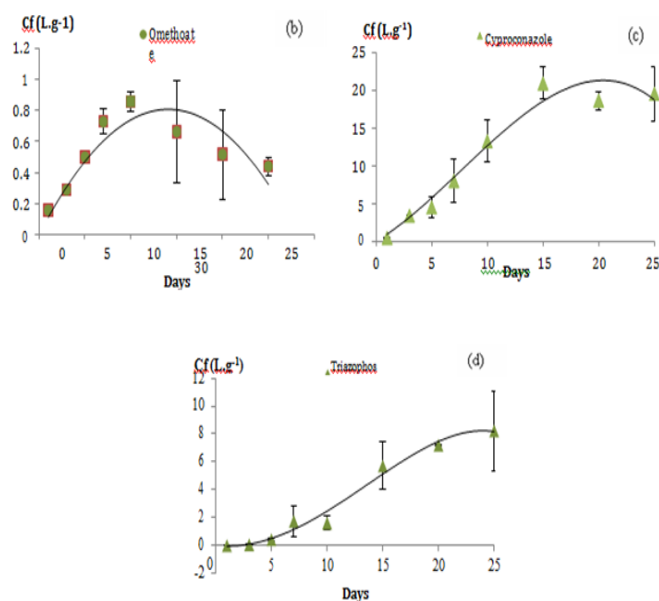 Cf (L.g-1)
(b)
Omethoat
e
1.2
1
0.8
0.6
0.4
0.2
0
0 5 10 12 20 25
Days
30
Cf (L.g-1)
(c)
Cyproconazole
25
20
15
10
5
0
0 5 10 15 20 25
Days
Cf (L.g-1)
(d)
Triazophos
12
10
8
6
4
2
0
-2
5 10 15 20 25
Days